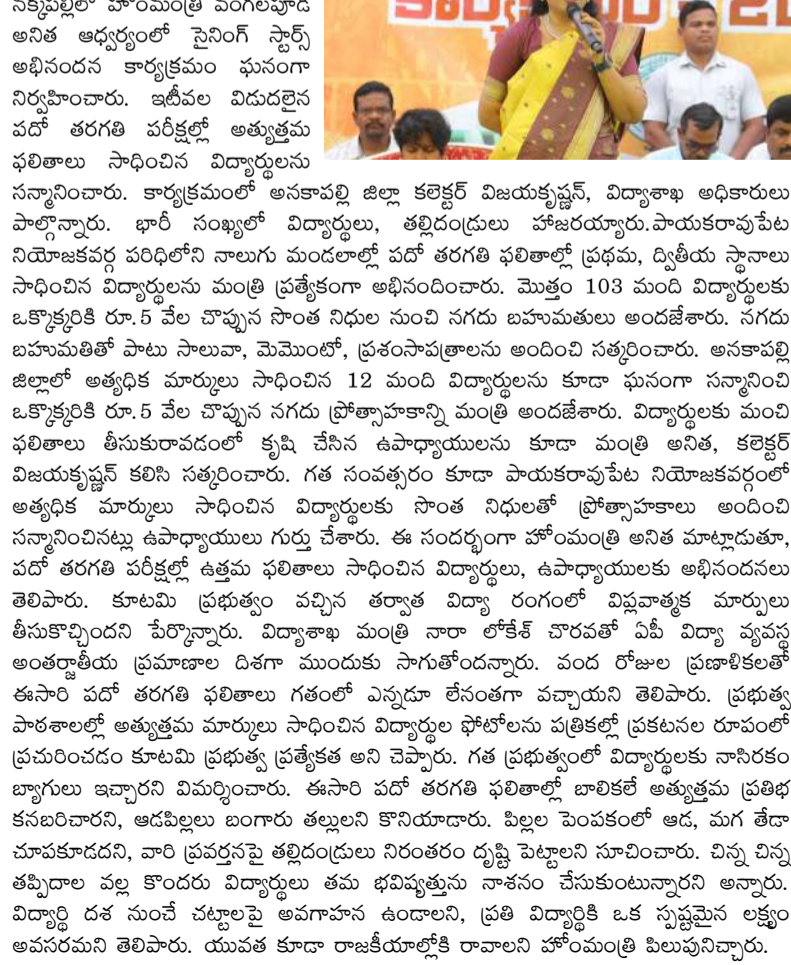 నక్కపల్లిలో హోంమంత్రి వంగలపూడి
అనిత ఆధ్వర్యంలో సైనింగ్ స్టార్స్
అభినందన కార్యక్రమం ఘనంగా
నిర్వహించారు. ఇటీవల విడుదలైన
పదో తరగతి పరీక్షల్లో అత్యుత్తమ
ఫలితాలు సాధించిన విద్యార్థులను
సన్మానించారు. కార్యక్రమంలో అనకాపల్లి జిల్లా కలెక్టర్ విజయకృష్ణన్, విద్యాశాఖ అధికారులు
పాల్గొన్నారు. భారీ సంఖ్యలో విద్యార్థులు, తల్లిదండ్రులు హాజరయ్యారు.పాయకరావుపేట
నియోజకవర్గ పరిధిలోని నాలుగు మండలాల్లో పదో తరగతి ఫలితాల్లో ప్రథమ, ద్వితీయ స్థానాలు
సాధించిన విద్యార్థులను మంత్రి ప్రత్యేకంగా అభినందించారు. మొత్తం 103 మంది విద్యార్థులకు
ఒక్కొక్కరికి రూ.5 వేల చొప్పున సొంత నిధుల నుంచి నగదు బహుమతులు అందజేశారు. నగదు
బహుమతితో పాటు సాలువా, మెమొంటో, ప్రశంసాపత్రాలను అందించి సత్కరించారు. అనకాపల్లి
జిల్లాలో అత్యధిక మార్కులు సాధించిన 12 మంది విద్యార్థులను కూడా ఘనంగా సన్మానించి
ఒక్కొక్కరికి రూ.5 వేల చొప్పున నగదు ప్రోత్సాహకాన్ని మంత్రి అందజేశారు. విద్యార్థులకు మంచి
ఫలితాలు తీసుకురావడంలో కృషి చేసిన ఉపాధ్యాయులను కూడా మంత్రి అనిత, కలెక్టర్
విజయకృష్ణన్ కలిసి సత్కరించారు. గత సంవత్సరం కూడా పాయకరావుపేట నియోజకవర్గంలో
అత్యధిక మార్కులు సాధించిన విద్యార్థులకు సొంత నిధులతో ప్రోత్సాహకాలు అందించి
సన్మానించినట్లు ఉపాధ్యాయులు గుర్తు చేశారు. ఈ సందర్భంగా హోంమంత్రి అనిత మాట్లాడుతూ,
పదో తరగతి పరీక్షల్లో ఉత్తమ ఫలితాలు సాధించిన విద్యార్థులు, ఉపాధ్యాయులకు అభినందనలు
తెలిపారు. కూటమి ప్రభుత్వం వచ్చిన తర్వాత విద్యా రంగంలో విప్లవాత్మక మార్పులు
తీసుకొచ్చిందని పేర్కొన్నారు. విద్యాశాఖ మంత్రి నారా లోకేశ్ చొరవతో ఏపీ విద్యా వ్యవస్థ
అంతర్జాతీయ ప్రమాణాల దిశగా ముందుకు సాగుతోందన్నారు. వంద రోజుల ప్రణాళికలతో
ఈసారి పదో తరగతి ఫలితాలు గతంలో ఎన్నడూ లేనంతగా వచ్చాయని తెలిపారు. ప్రభుత్వ
పాఠశాలల్లో అత్యుత్తమ మార్కులు సాధించిన విద్యార్థుల ఫోటోలను పత్రికల్లో ప్రకటనల రూపంలో
ప్రచురించడం కూటమి ప్రభుత్వ ప్రత్యేకత అని చెప్పారు. గత ప్రభుత్వంలో విద్యార్థులకు నాసిరకం
బ్యాగులు ఇచ్చారని విమర్శించారు. ఈసారి పదో తరగతి ఫలితాల్లో బాలికలే అత్యుత్తమ ప్రతిభ
కనబరిచారని, ఆడపిల్లలు బంగారు తల్లులని కొనియాడారు. పిల్లల పెంపకంలో ఆడ, మగ తేడా
చూపకూడదని, వారి ప్రవర్తనపై తల్లిదండ్రులు నిరంతరం దృష్టి పెట్టాలని సూచించారు. చిన్న చిన్న
తప్పిదాల వల్ల కొందరు విద్యార్థులు తమ భవిష్యత్తును నాశనం చేసుకుంటున్నారని అన్నారు.
విద్యార్థి దశ నుంచే చట్టాలపై అవగాహన ఉండాలని, ప్రతి విద్యార్థికి ఒక స్పష్టమైన లక్ష్యం
అవసరమని తెలిపారు. యువత కూడా రాజకీయాల్లోకి రావాలని హోంమంత్రి పిలుపునిచ్చారు.